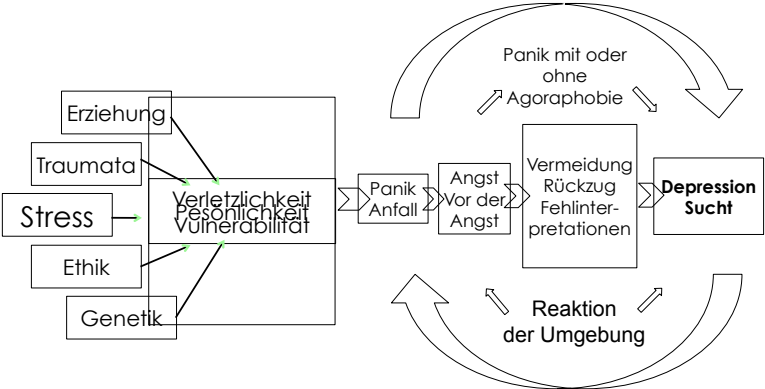 Erziehung
Traumata
Stress
Ethik
Genetik
Verletzlichkeit
Pesönlichkeit
Vulnerabilität
Panik
Anfall
Angst
Vor der
Angst
Panik mit oder
ohne
Agoraphobie
Vermeidung
Rückzug
Fehlinter-
pretationen
Reaktion
der Umgebung
Depression
Sucht